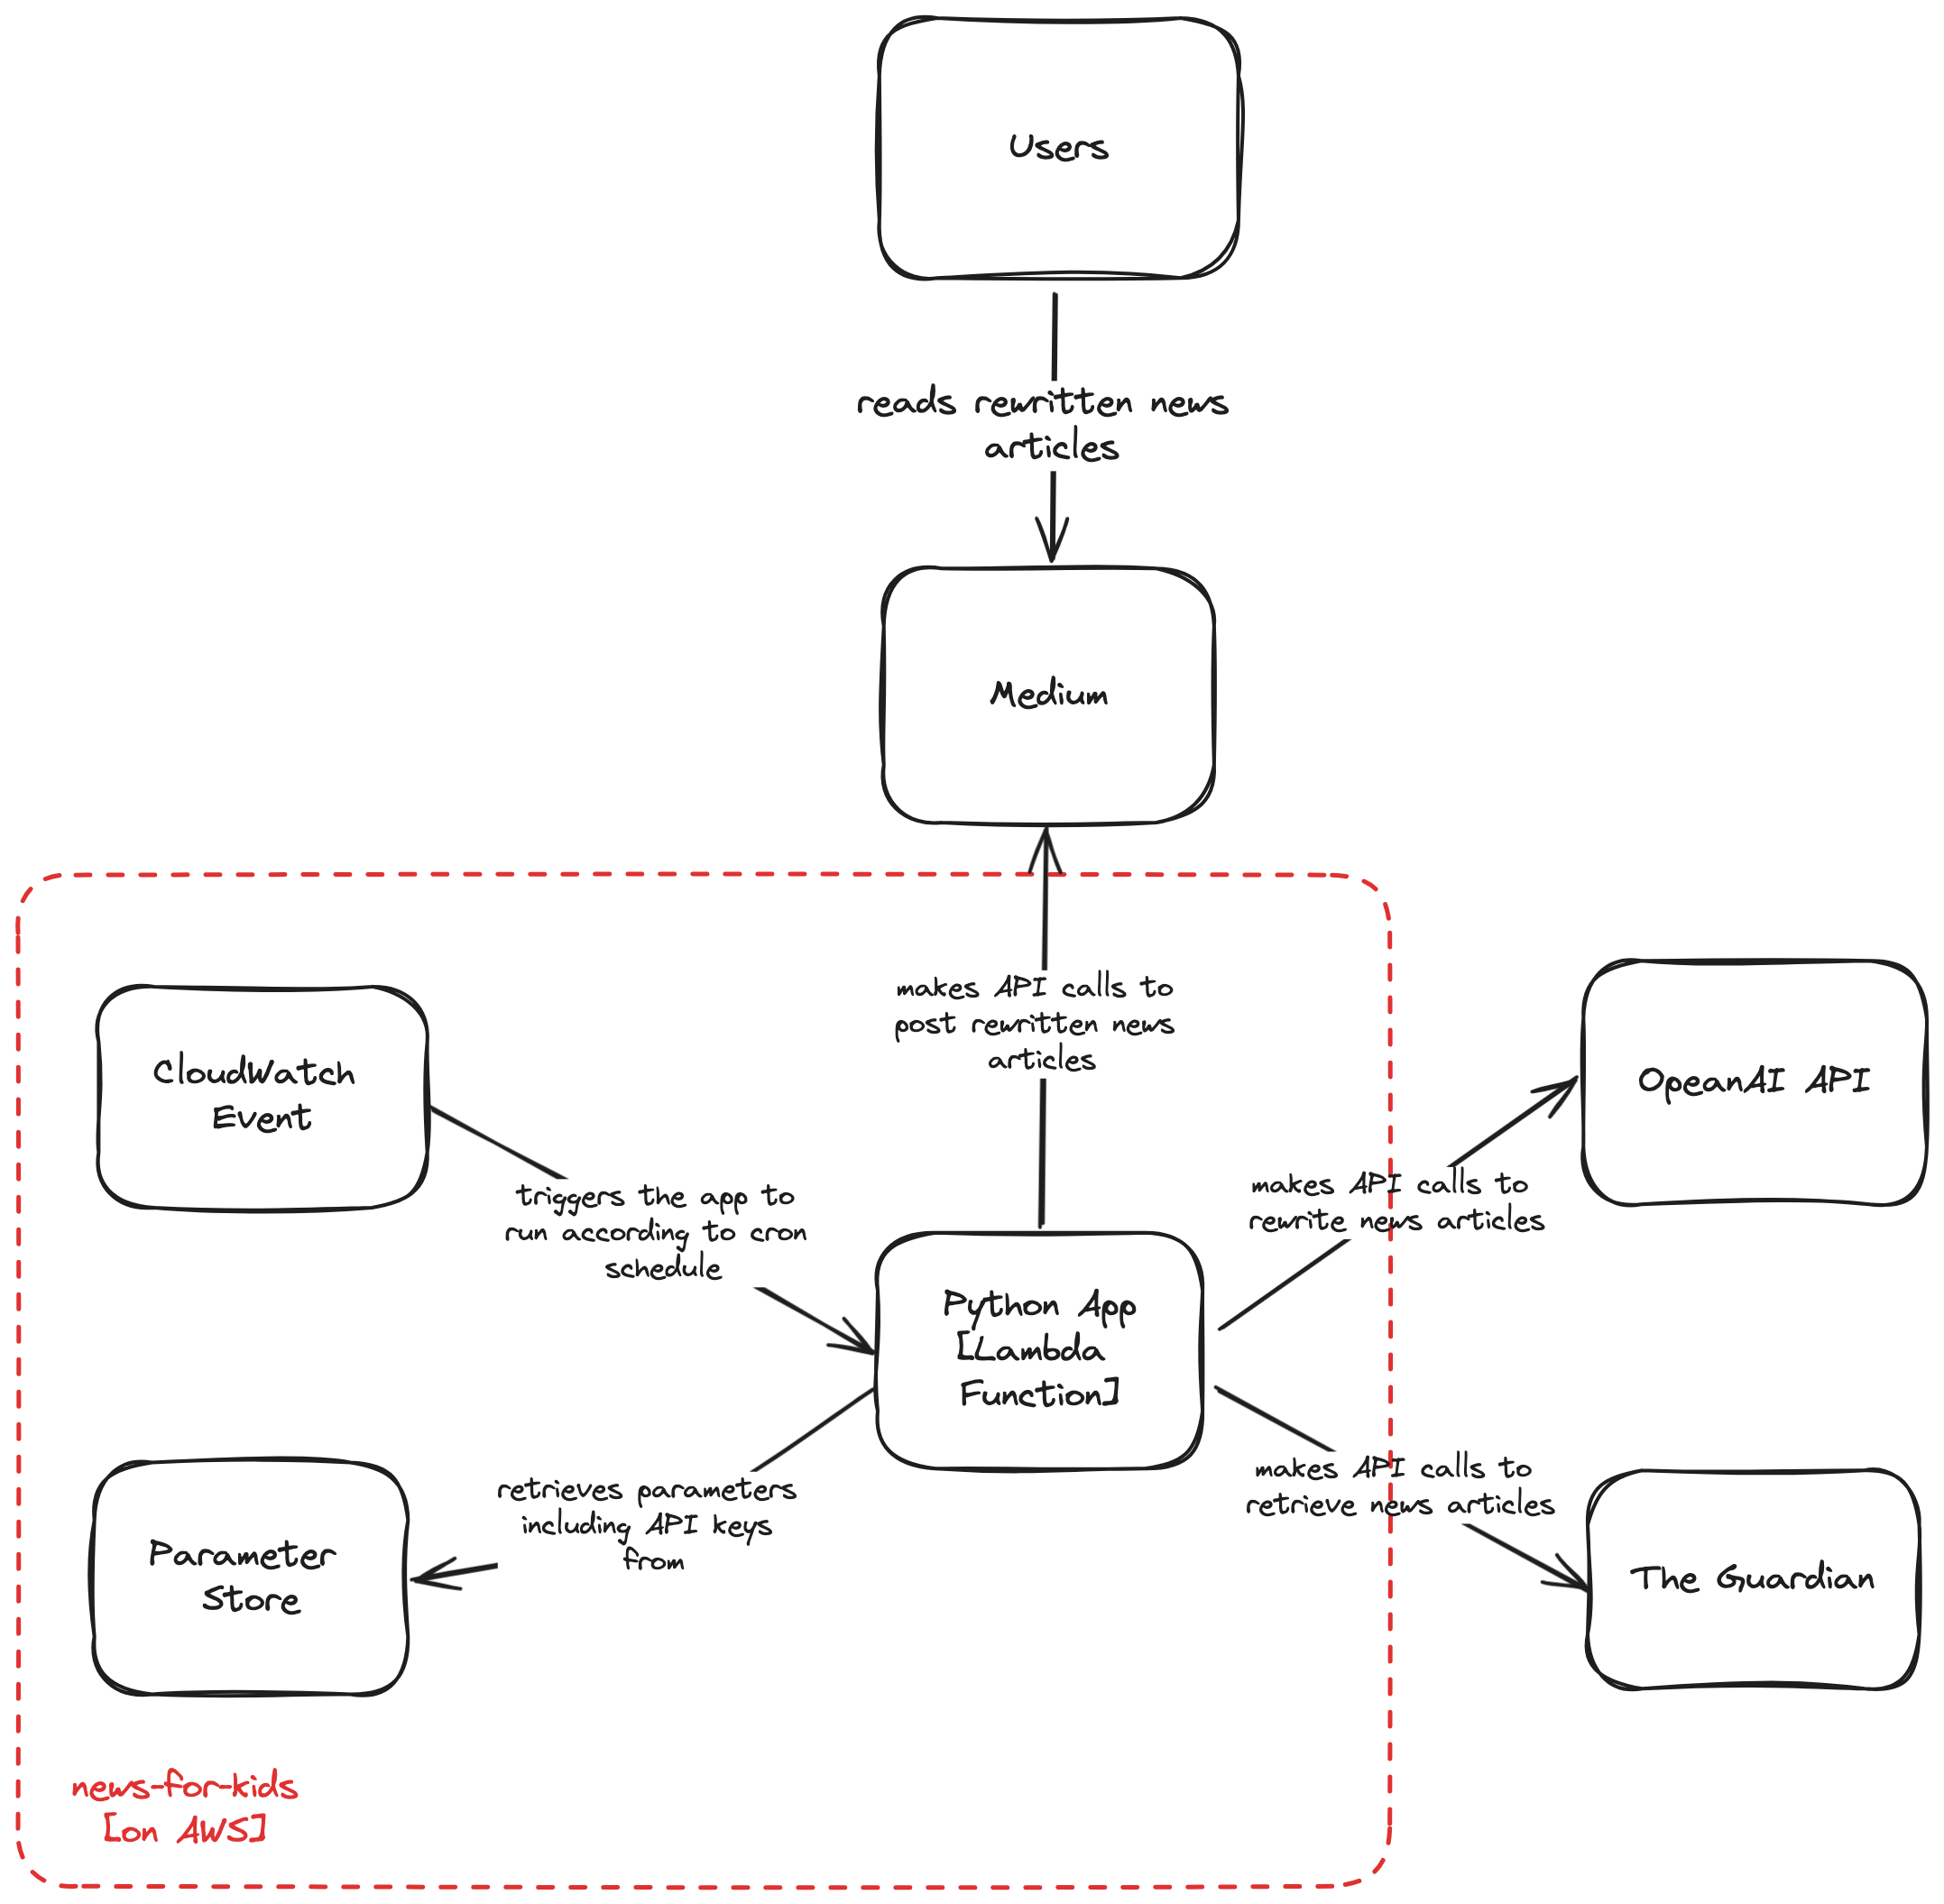 Users
reads rewritten news
articles
Medium
makes API calls to
post rewritten news
articles
CloudWatch
Event
OpeanAI API
triggers the app to
run according to cron
schedule
makes API calls to
rewrite news articles
Python App
[Lambda
Function]
retrieves parameters
including API keys
from
makes API calls to
retrieve news articles
Parameter
Store
The Guardian
news-for-kids
[on AWS]